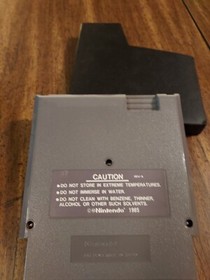 CAUTION
•DO NOT STORE IN EXTREME TEMPERATURES.
•DO NOT IMMERSE IN WATER.
•DO NOT CLEAN WITH BENZENE, THINNER,
ALCOHOL OR OTHER SUCH SOLVENTS.
©Nintendo 1985